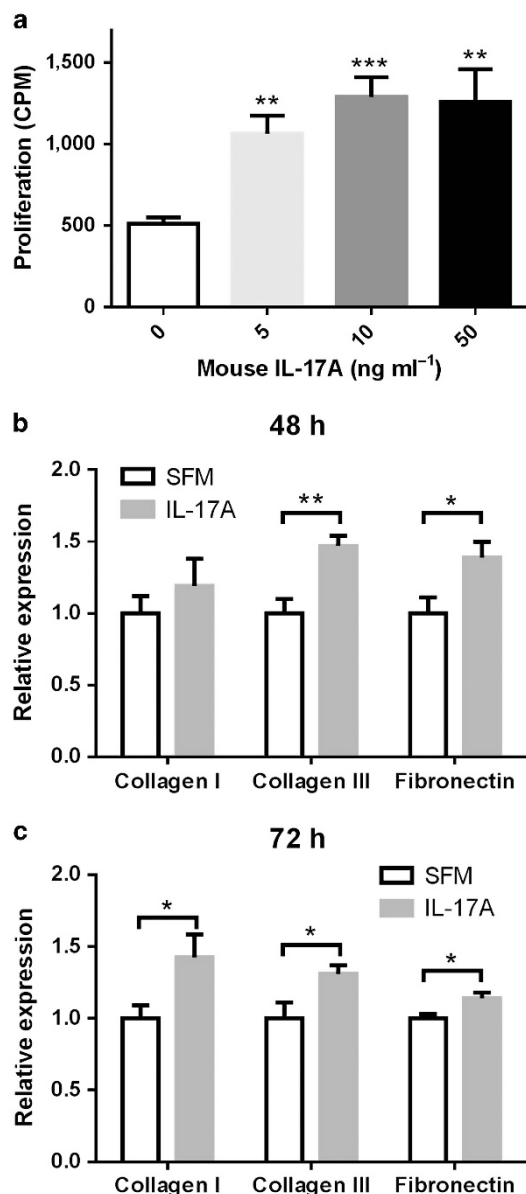 a
Proliferation (CPM)
1,500
1,000
500
0
** *** **
0 5 10 50
Mouse IL-17A (ng ml⁻¹)
b
48 h
Relative expression
2.0
1.5
1.0
0.5
0.0
SFM
IL-17A
** *
Collagen I Collagen III Fibronectin
c
72 h
Relative expression
2.0
1.5
1.0
0.5
0.0
SFM
IL-17A
* * *
Collagen I Collagen III Fibronectin